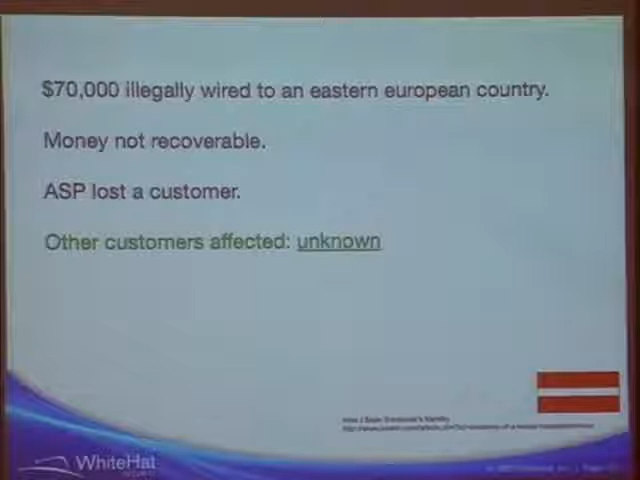 $70,000 illegally wired to an eastern european country.
Money not recoverable.
ASP lost a customer.
Other customers affected: unknown
WhiteHat